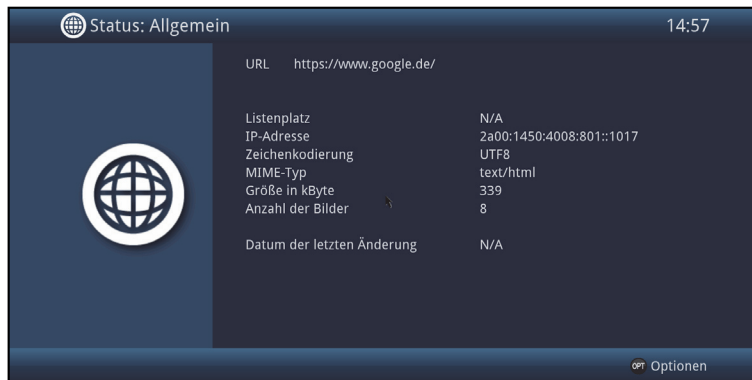 Status: Allgemein 14:57
URL https://www.google.de/
Listenplatz N/A
IP-Adresse 2a00:1450:4008:801::1017
Zeichenkodierung UTF8
MIME-Typ text/html
Größe in kByte 339
Anzahl der Bilder 8
Datum der letzten Änderung N/A
OPT Optionen